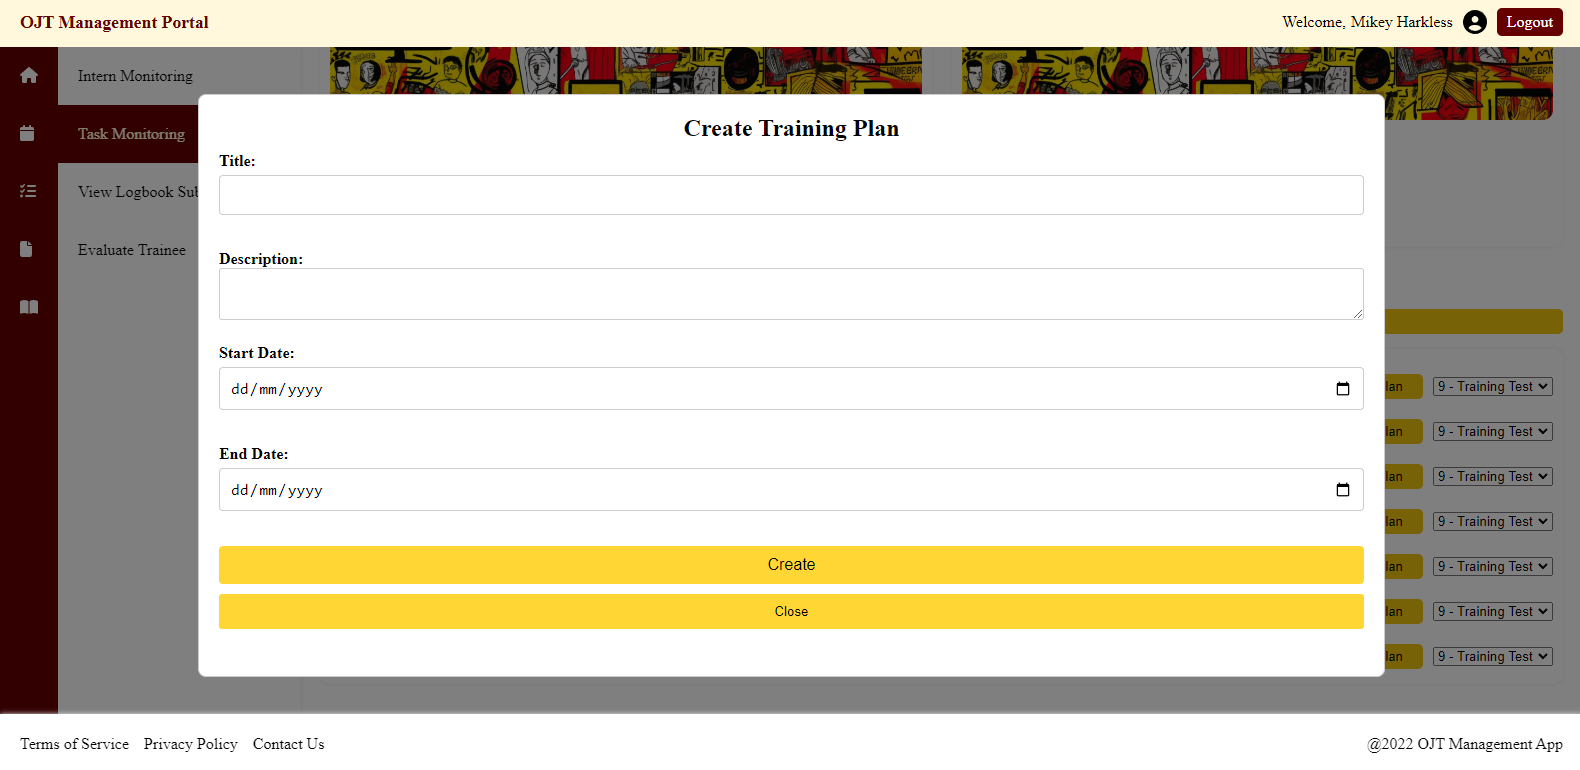 OJT Management Portal
Welcome, Mikey Harkless
Logout
Intern Monitoring
Task Monitoring
View Logbook Sub
Evaluate Trainee
Create Training Plan
Title:
Description:
Start Date:
dd/mm/yyyy
End Date:
dd/mm/yyyy
Create
Close
lan 9 - Training Test
lan 9 - Training Test
lan 9 - Training Test
lan 9 - Training Test
lan 9 - Training Test
lan 9 - Training Test
lan 9 - Training Test
Terms of Service Privacy Policy Contact Us
@2022 OJT Management App